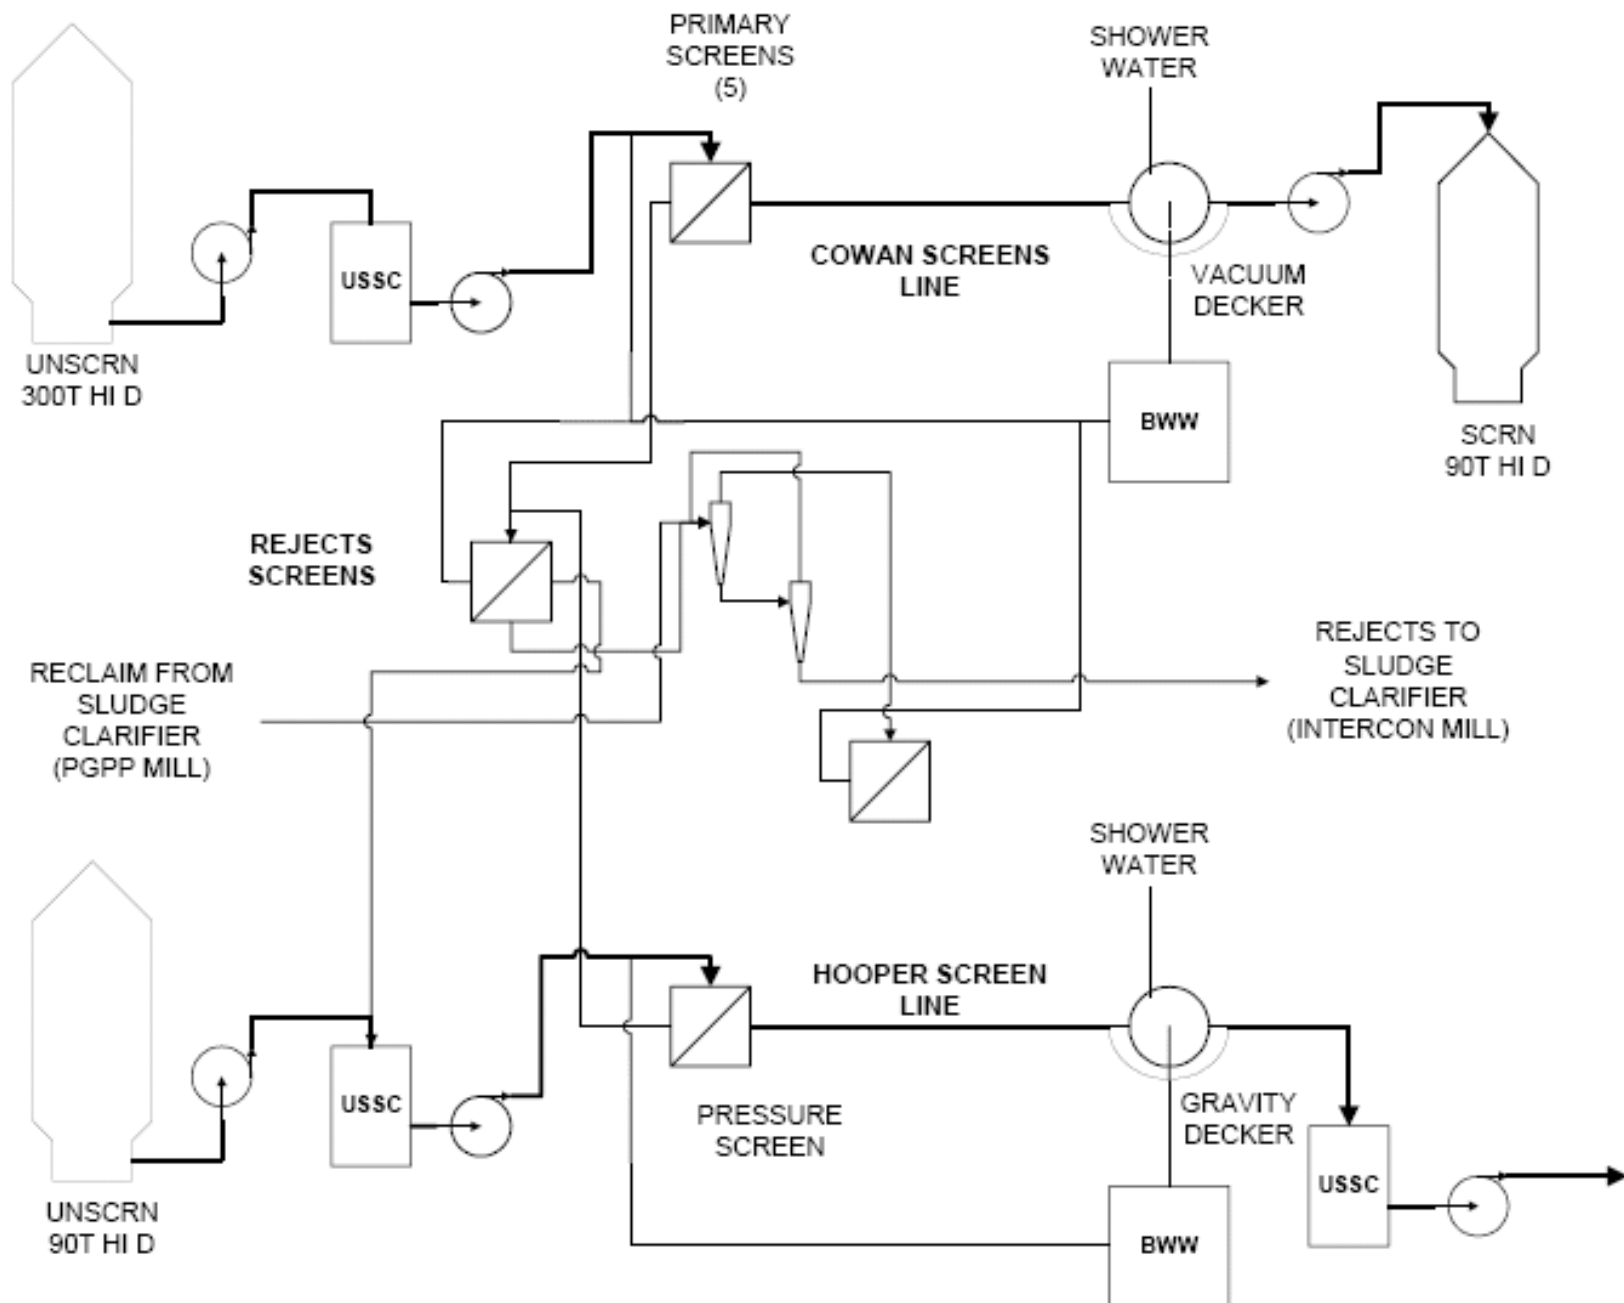 PRIMARY
SCREENS
(5)
SHOWER
WATER
USSC
COWAN SCREENS
LINE
VACUUM
DECKER
UNSCRN
300T HI D
BWW
SCRN
90T HI D
REJECTS
SCREENS
RECLAIM FROM
SLUDGE
CLARIFIER
(PGPP MILL)
REJECTS TO
SLUDGE
CLARIFIER
(INTERCON MILL)
SHOWER
WATER
HOOPER SCREEN
LINE
USSC
PRESSURE
SCREEN
GRAVITY
DECKER
USSC
UNSCRN
90T HI D
BWW